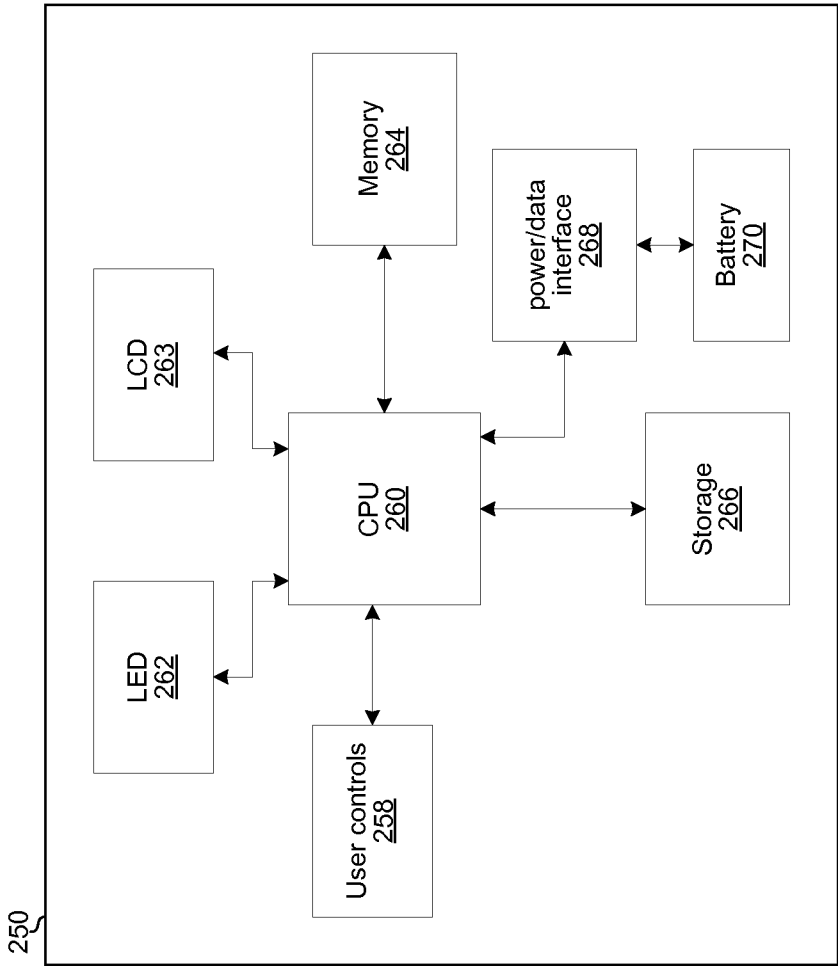 250
LED
262
LCD
263
User controls
258
CPU
260
Memory
264
Storage
266
power/data
interface
268
Battery
270